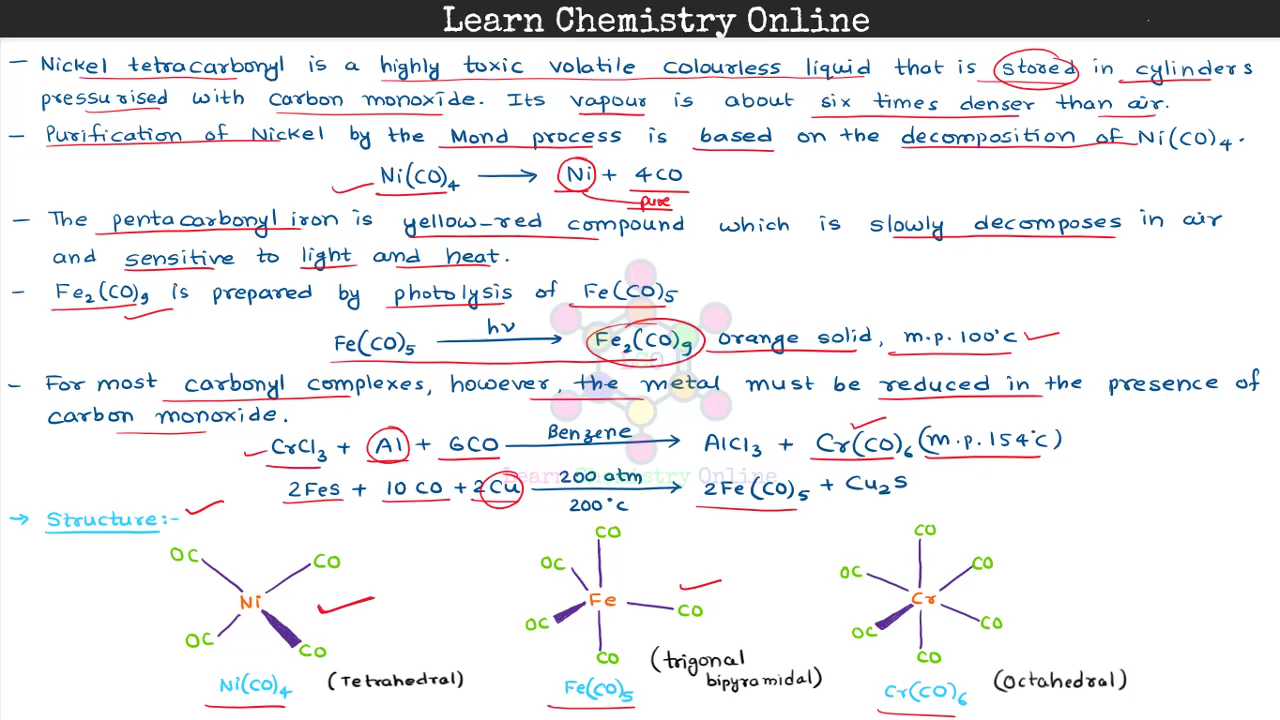 Learn Chemistry Online
- Nickel tetracarbonyl is a highly toxic volatile colourless liquid that is stored in cylinders
pressurised with carbon monoxide. Its vapour is about six times denser than air.
- Purification of Nickel by the Mond process is based on the decomposition of Ni(CO)₄.
Ni(CO)₄ ⟶ Ni + 4CO
pure
- The pentacarbonyl iron is yellow-red compound which is slowly decomposes in air
and sensitive to light and heat.
- Fe₂(CO)₉ is prepared by photolysis of Fe(CO)₅
hν
Fe(CO)₅ ⟶ Fe₂(CO)₉ orange solid, m.p. 100°c
- For most carbonyl complexes, however, the metal must be reduced in the presence of
carbon monoxide.
Benzene
CrCl₃ + Al + 6CO ⟶ AlCl₃ + Cr(CO)₆ (m.p. 154°c)
Learn Chemistry Online
200 atm
2Fes + 10 CO + 2Cu ⟶ 2Fe(CO)₅ + Cu₂S
200°c
→ Structure:-
OC CO Ni OC CO
CO OC Fe CO OC CO
CO OC CO Cr OC CO CO
Ni(CO)₄ (Tetrahedral)
Fe(CO)₅ (trigonal
bipyramidal)
Cr(CO)₆ (Octahedral)